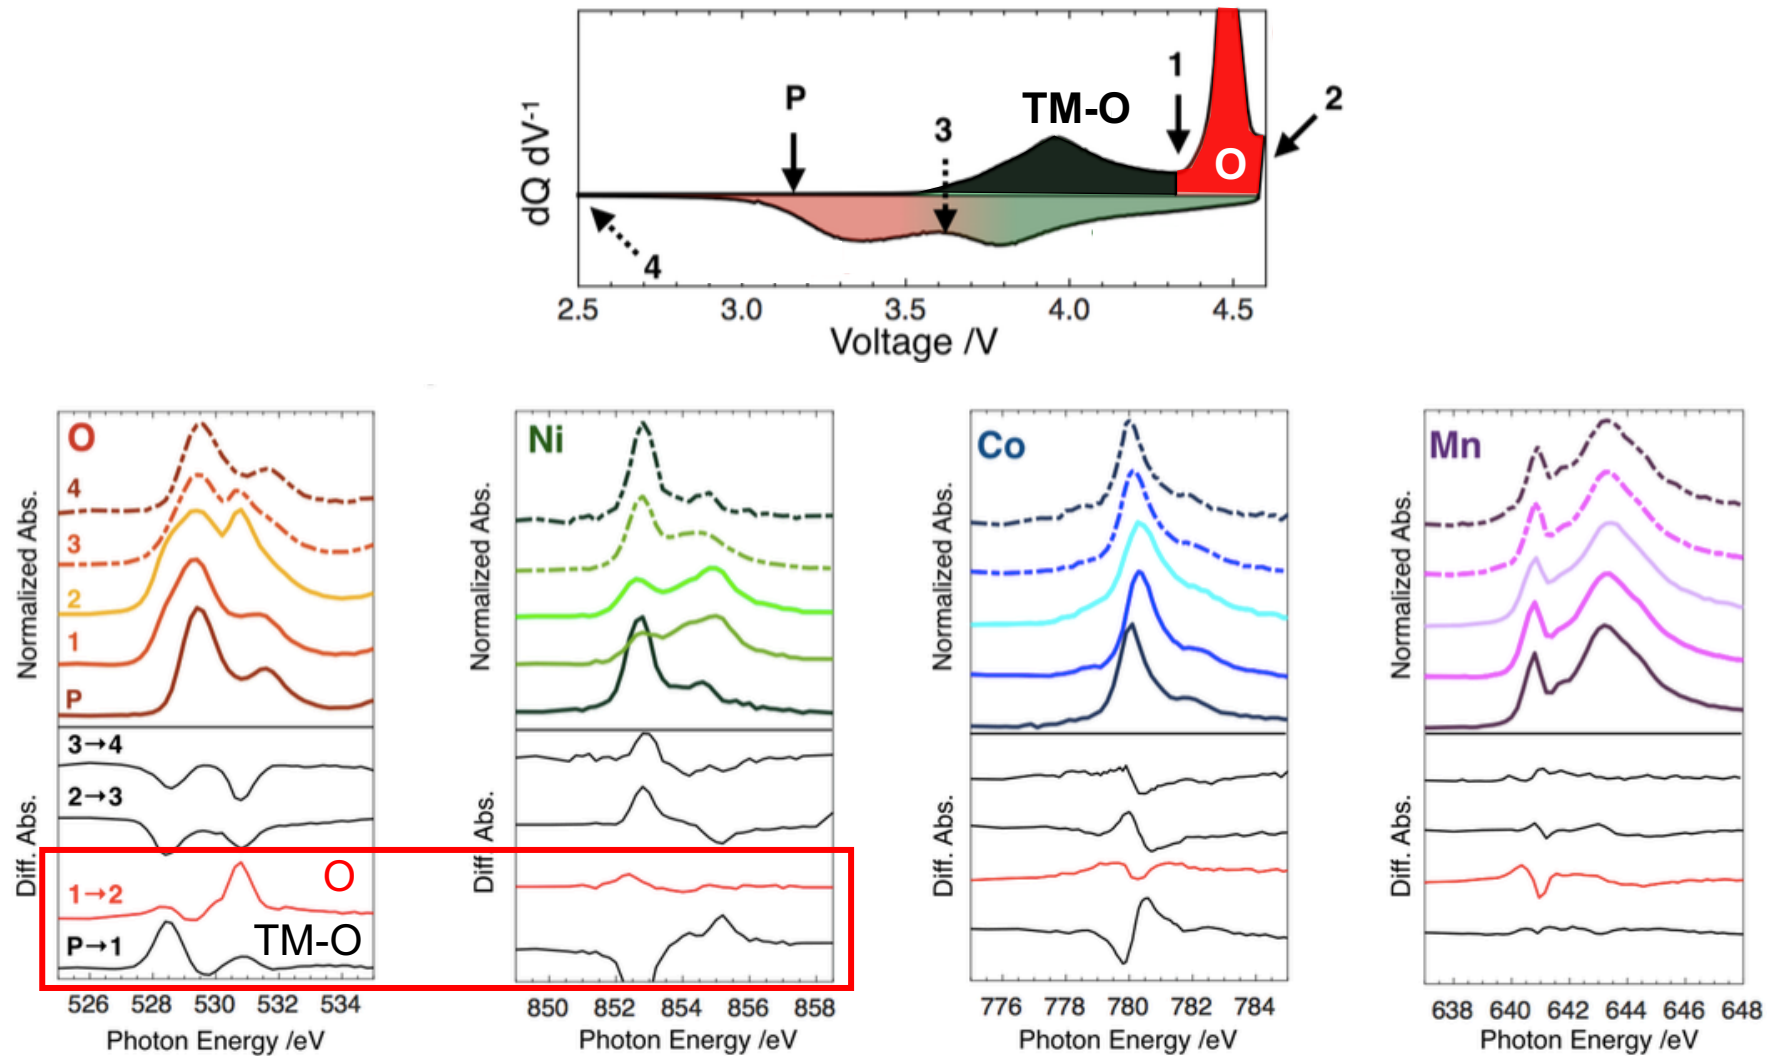 dQ dV-1
P
3
TM-O
1
2
O
4
2.5 3.0 3.5 4.0 4.5
Voltage /V
O
Normalized Abs.
4
3
2
1
P
Diff. Abs.
3→4
2→3
1→2
O
P→1
TM-O
526 528 530 532 534
Photon Energy /eV
Ni
Normalized Abs.
Diff. Abs.
850 852 854 856 858
Photon Energy /eV
Co
Normalized Abs.
Diff. Abs.
776 778 780 782 784
Photon Energy /eV
Mn
Normalized Abs.
Diff. Abs.
638 640 642 644 646 648
Photon Energy /eV